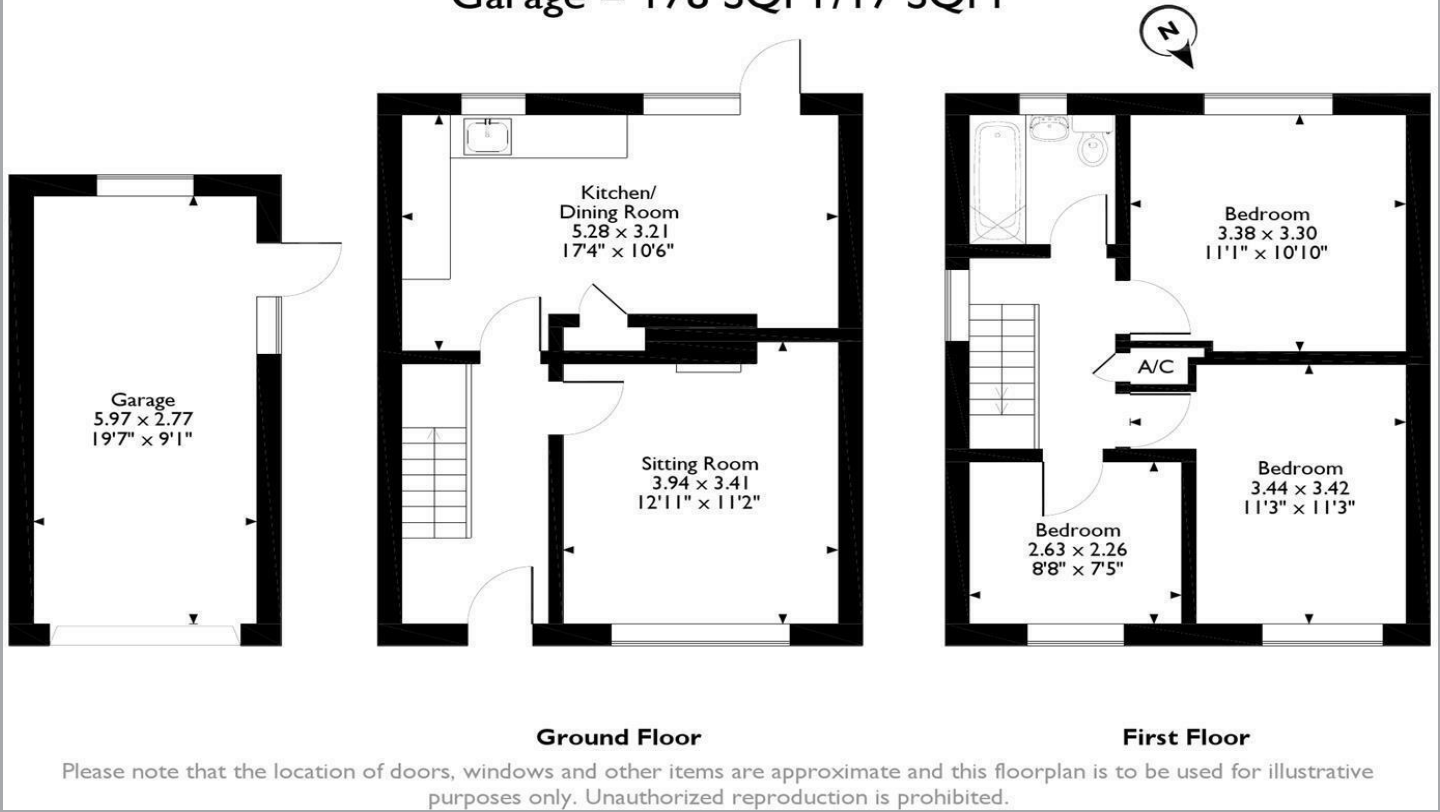 N
Kitchen/
Dining Room
5.28 × 3.21
17'4" × 10'6"
Bedroom
3.38 × 3.30
11'1" × 10'10"
A/C
Garage
5.97 × 2.77
19'7" × 9'1"
Sitting Room
3.94 × 3.41
12'11" × 11'2"
Bedroom
3.44 × 3.42
11'3" × 11'3"
Bedroom
2.63 × 2.26
8'8" × 7'5"
Ground Floor
First Floor
Please note that the location of doors, windows and other items are approximate and this floorplan is to be used for illustrative
purposes only. Unauthorized reproduction is prohibited.